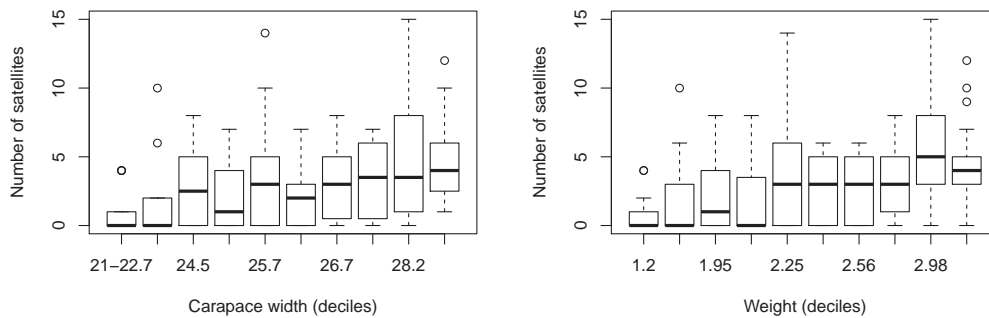 Number of satellites
15
10
5
0
21−22.7 24.5 25.7 26.7 28.2
Carapace width (deciles)
Number of satellites
15
10
5
0
1.2 1.95 2.25 2.56 2.98
Weight (deciles)